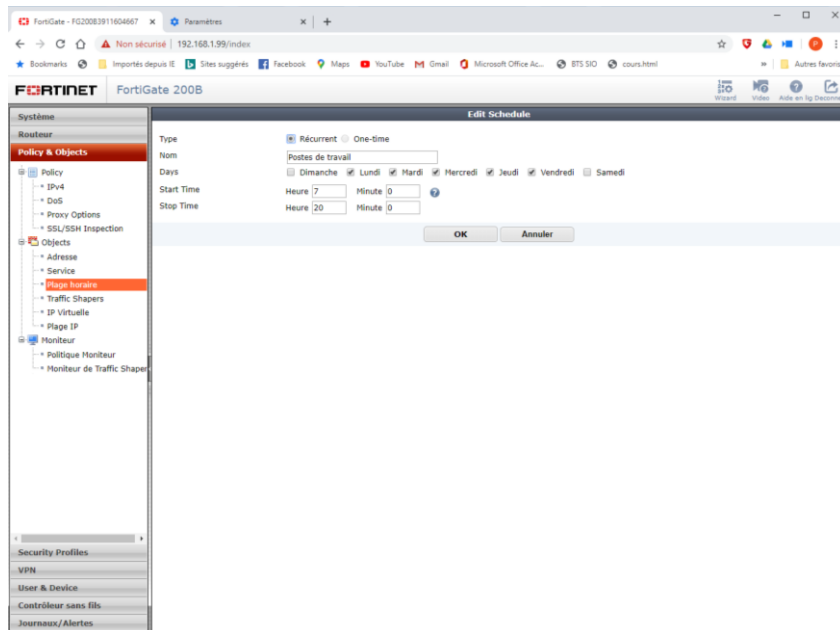 FortiGate - FG200B3911604667
Paramètres
Non sécurisé | 192.168.1.99/index
Bookmarks Importés depuis IE Sites suggérés Facebook Maps YouTube Gmail Microsoft Office Ac... BTS SIO cours.html » Autres favoris
FORTINET FortiGate 200B Wizard Video Aide en lig Deconne
Système
Edit Schedule
Routeur
Policy & Objects
Policy
IPv4
DoS
Proxy Options
SSL/SSH Inspection
Objects
Adresse
Service
Plage horaire
Traffic Shapers
IP Virtuelle
Plage IP
Moniteur
Politique Moniteur
Moniteur de Traffic Shaper
Security Profiles
VPN
User & Device
Contrôleur sans fils
Journaux/Alertes
Type Récurrent One-time
Nom Postes de travail
Days Dimanche Lundi Mardi Mercredi Jeudi Vendredi Samedi
Start Time Heure 7 Minute 0
Stop Time Heure 20 Minute 0
OK Annuler